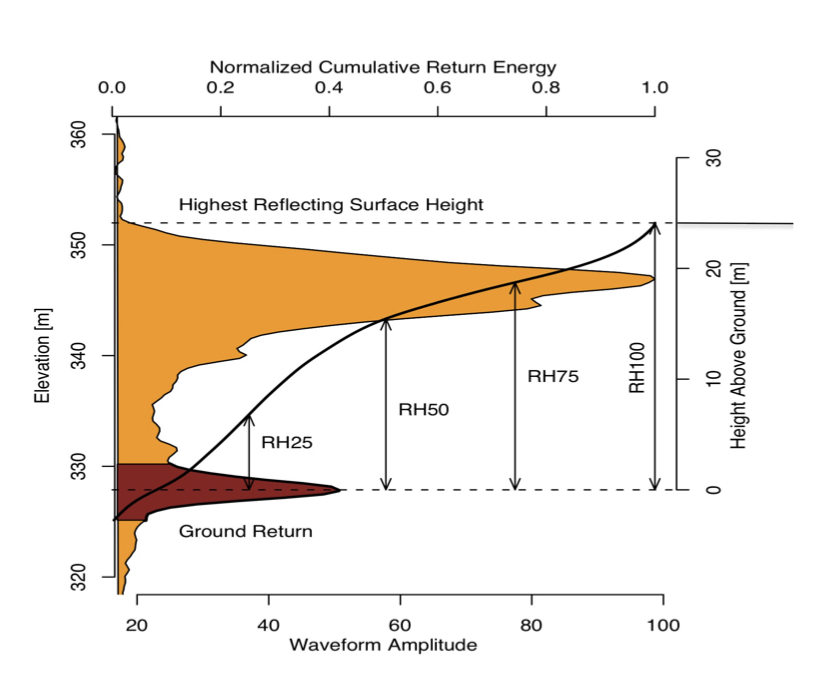 Normalized Cumulative Return Energy
0.0 0.2 0.4 0.6 0.8 1.0
360
30
Highest Reflecting Surface Height
350
20
Elevation [m]
Height Above Ground [m]
340
RH100
RH75
10
RH50
RH25
330
0
Ground Return
320
20 40 60 80 100
Waveform Amplitude